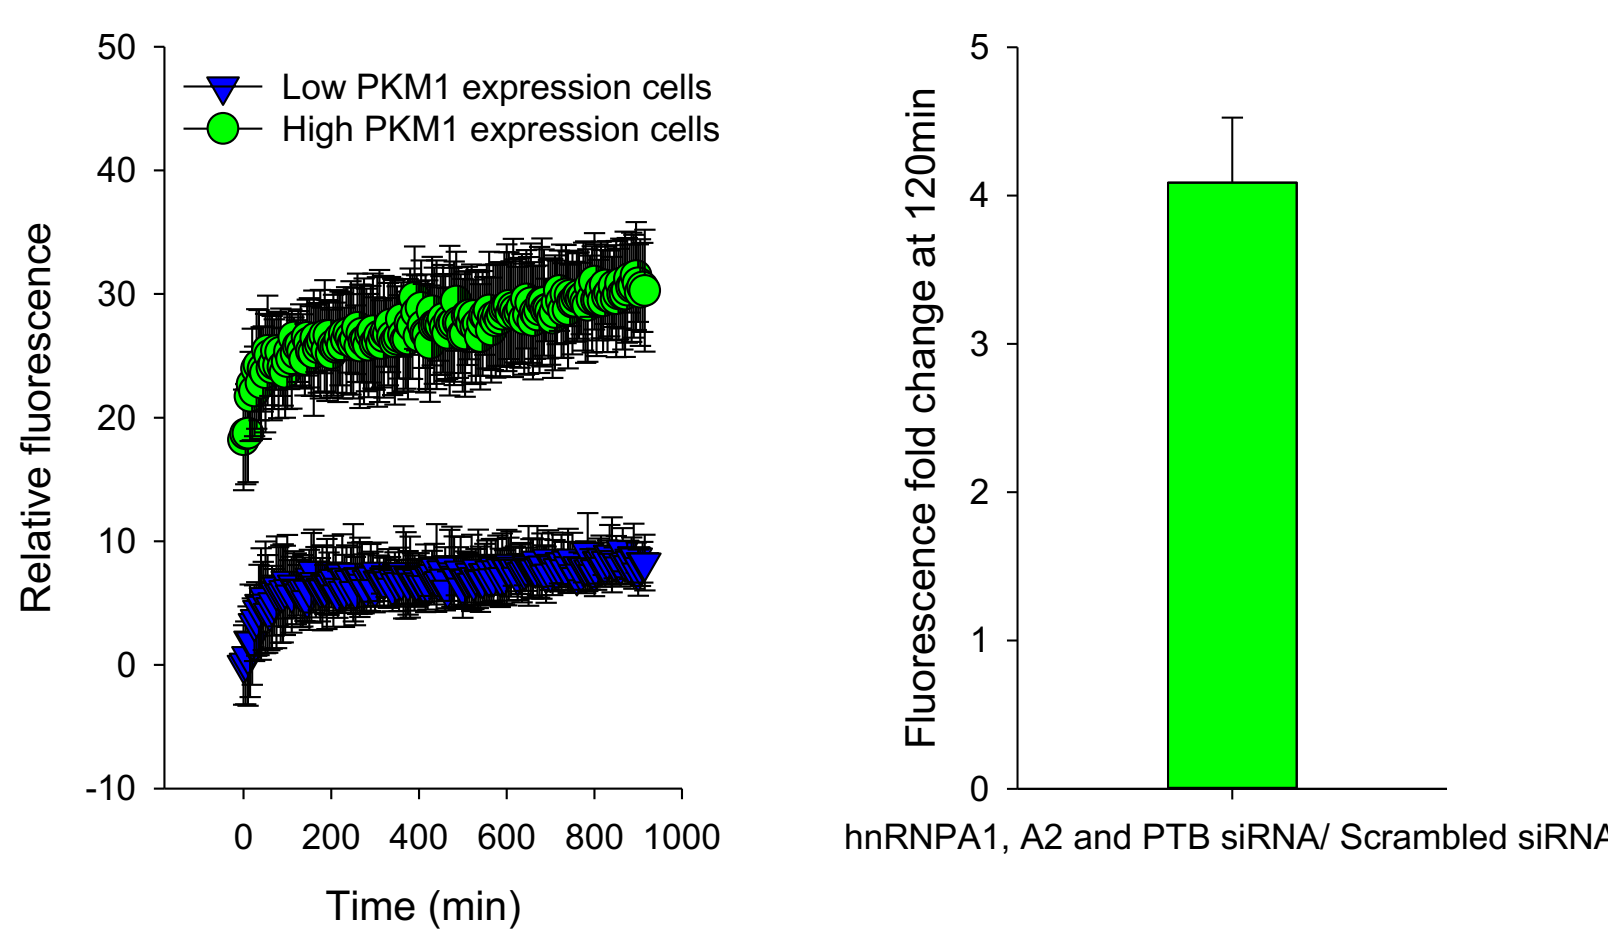 50
40
30
20
10
0
-10
Relative fluorescence
Low PKM1 expression cells
High PKM1 expression cells
0 200 400 600 800 1000
Time (min)
5
4
3
2
1
0
Fluorescence fold change at 120min
hnRNPA1, A2 and PTB siRNA/ Scrambled siRNA